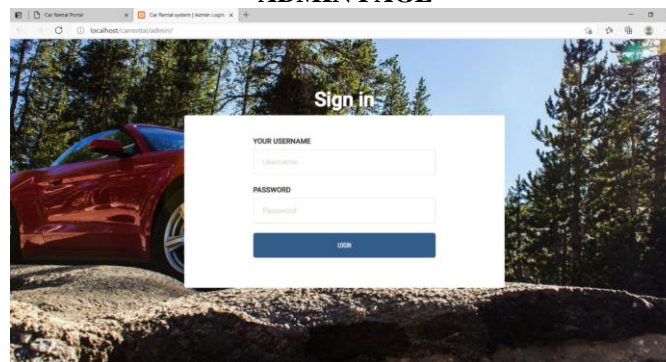 ADMIN PAGE
Car Rental Portal
Car Rental system | Admin Login
localhost/carrental/admin/
Sign in
YOUR USERNAME
Username
PASSWORD
Password
LOGIN